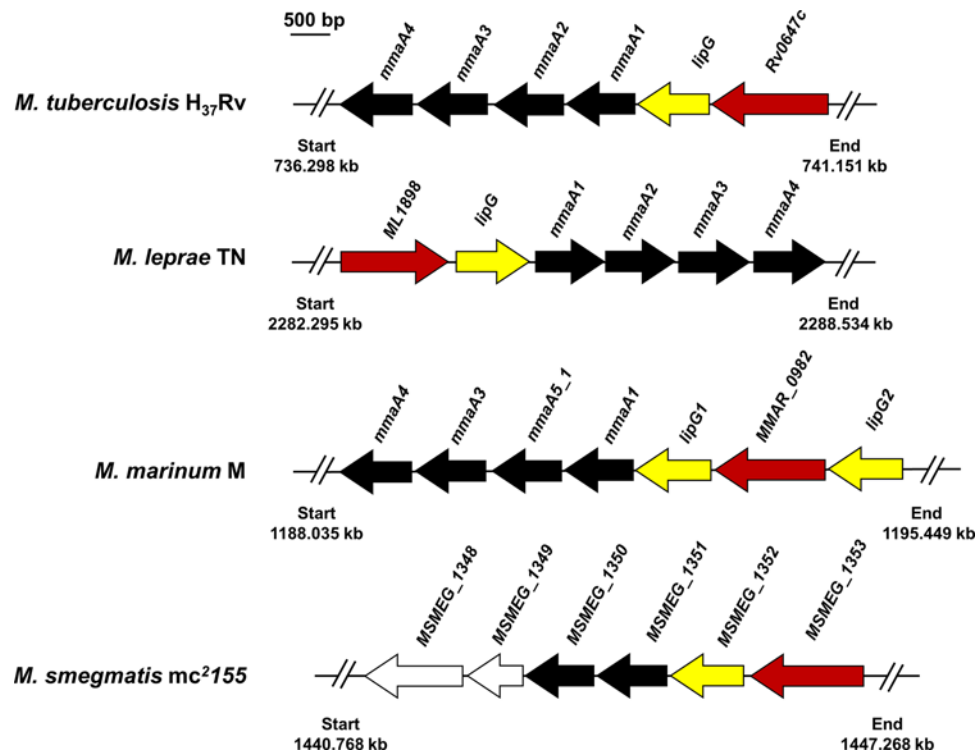 500 bp
mmaA4 mmaA3 mmaA2 mmaA1 lipG Rv0647c
M. tuberculosis H₃₇Rv
Start End
736.298 kb 741.151 kb
ML1898 lipG mmaA1 mmaA2 mmaA3 mmaA4
M. leprae TN
Start End
2282.295 kb 2288.534 kb
mmaA4 mmaA3 mmaA5_1 mmaA1 lipG1 MMAR_0982 lipG2
M. marinum M
Start End
1188.035 kb 1195.449 kb
MSMEG_1348 MSMEG_1349 MSMEG_1350 MSMEG_1351 MSMEG_1352 MSMEG_1353
M. smegmatis mc²155
Start End
1440.768 kb 1447.268 kb